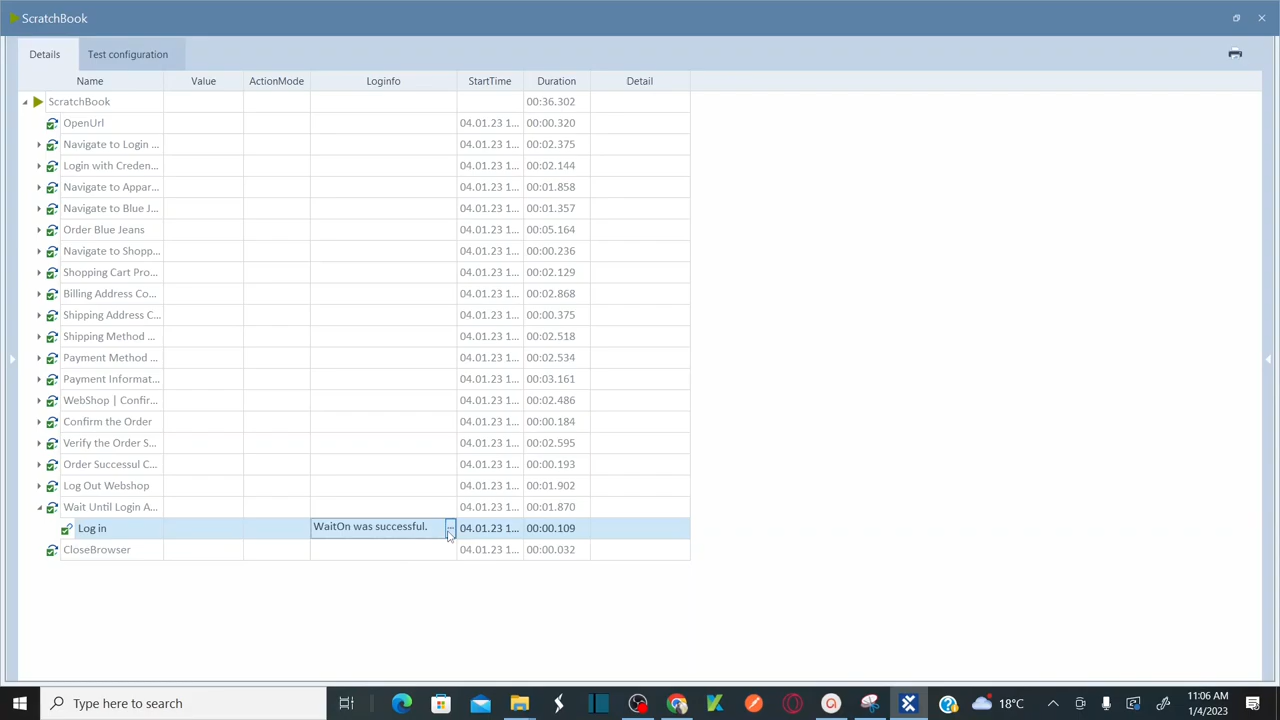 ScratchBook
Details Test configuration
Name Value ActionMode Loginfo StartTime Duration Detail
ScratchBook 00:36.302
OpenUrl 04.01.23 1... 00:00.320
Navigate to Login ... 04.01.23 1... 00:02.375
Login with Creden... 04.01.23 1... 00:02.144
Navigate to Appar... 04.01.23 1... 00:01.858
Navigate to Blue J... 04.01.23 1... 00:01.357
Order Blue Jeans 04.01.23 1... 00:05.164
Navigate to Shopp... 04.01.23 1... 00:00.236
Shopping Cart Pro... 04.01.23 1... 00:02.129
Billing Address Co... 04.01.23 1... 00:02.868
Shipping Address C... 04.01.23 1... 00:00.375
Shipping Method ... 04.01.23 1... 00:02.518
Payment Method ... 04.01.23 1... 00:02.534
Payment Informat... 04.01.23 1... 00:03.161
WebShop | Confir... 04.01.23 1... 00:02.486
Confirm the Order 04.01.23 1... 00:00.184
Verify the Order S... 04.01.23 1... 00:02.595
Order Successul C... 04.01.23 1... 00:00.193
Log Out Webshop 04.01.23 1... 00:01.902
Wait Until Login A... 04.01.23 1... 00:01.870
Log in WaitOn was successful. ... 04.01.23 1... 00:00.109
CloseBrowser 04.01.23 1... 00:00.032
Type here to search 18°C 11:06 AM
1/4/2023